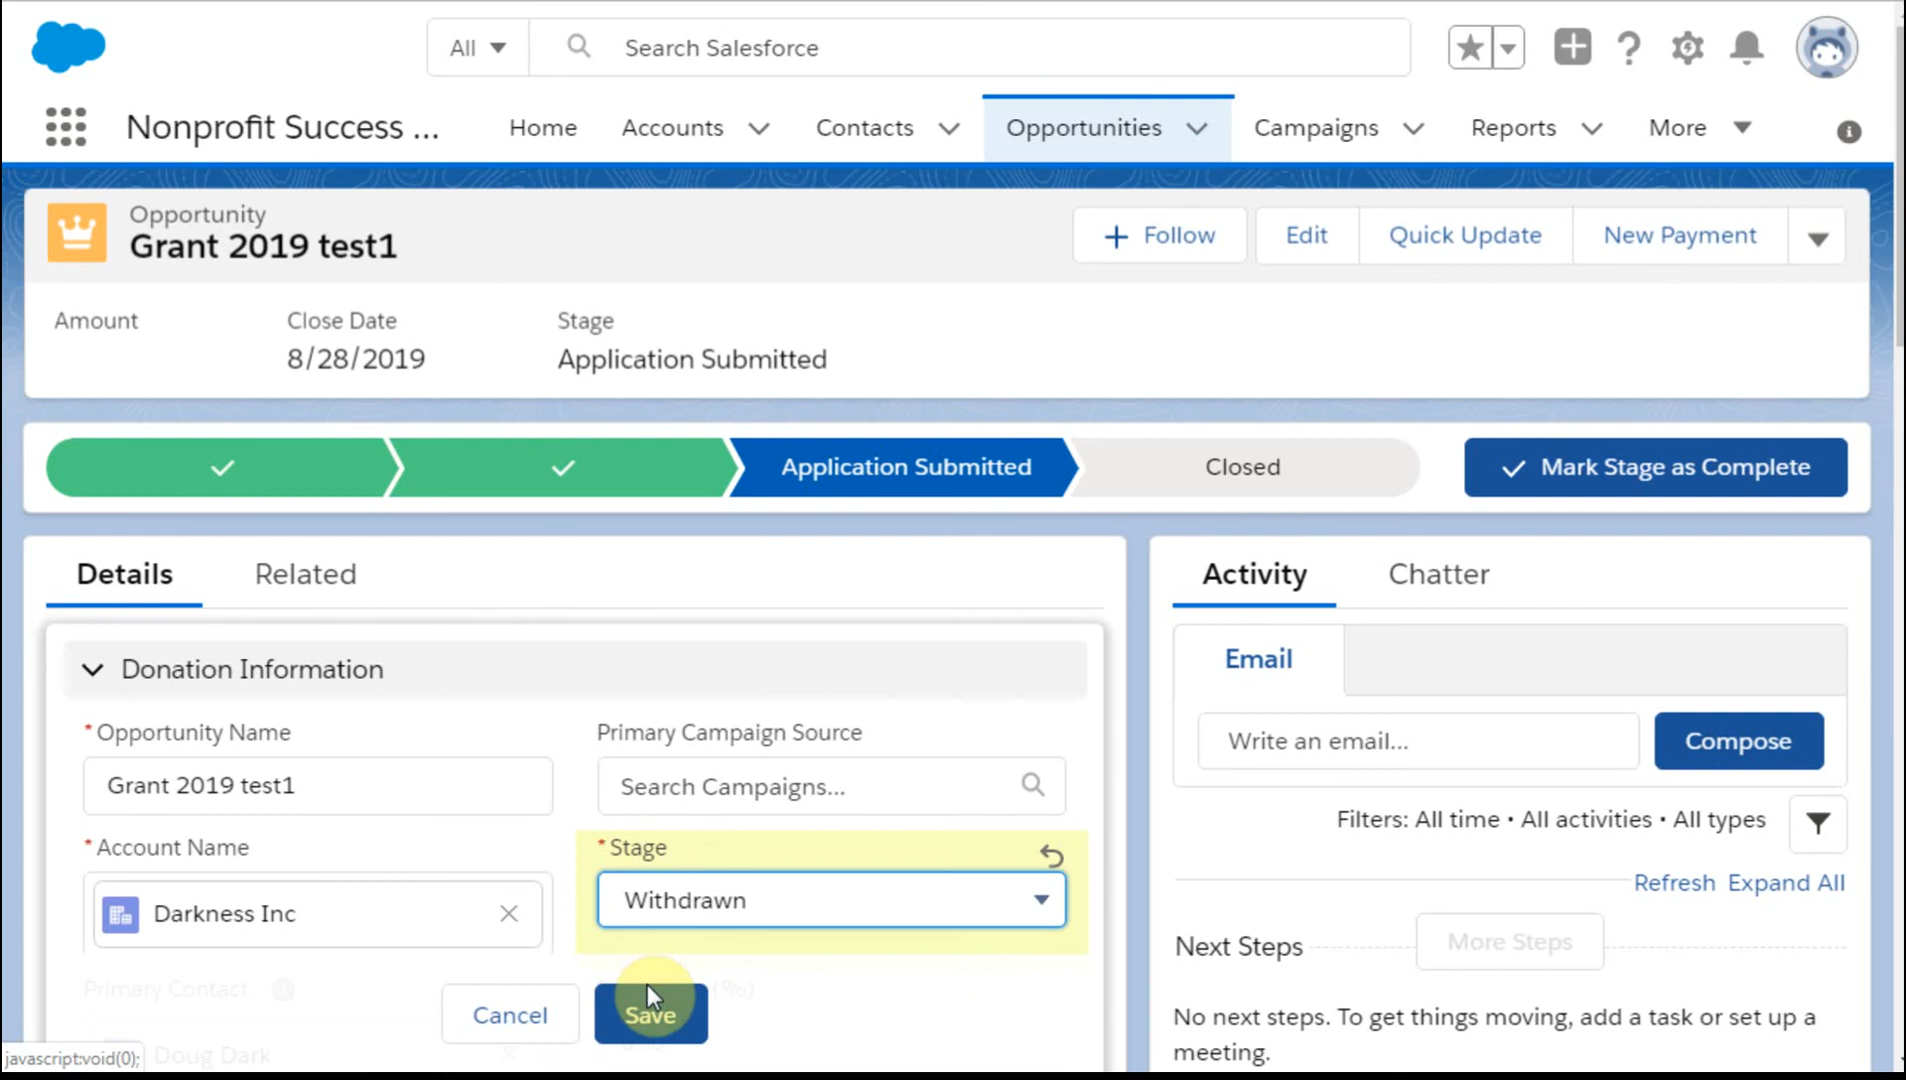 All
Search Salesforce
Nonprofit Success ...
Home
Accounts
Contacts
Opportunities
Campaigns
Reports
More
Opportunity
Grant 2019 test1
Follow
Edit
Quick Update
New Payment
Amount
Close Date
Stage
8/28/2019
Application Submitted
Application Submitted
Closed
Mark Stage as Complete
Details
Related
Activity
Chatter
Donation Information
Email
* Opportunity Name
Primary Campaign Source
Grant 2019 test1
Search Campaigns...
Write an email...
Compose
Filters: All time • All activities • All types
* Account Name
* Stage
Darkness Inc
Withdrawn
Refresh
Expand All
Next Steps
More Steps
Primary Contact
(%)
Cancel
Save
No next steps. To get things moving, add a task or set up a
meeting.
Doug Dark
javascript:void(0);